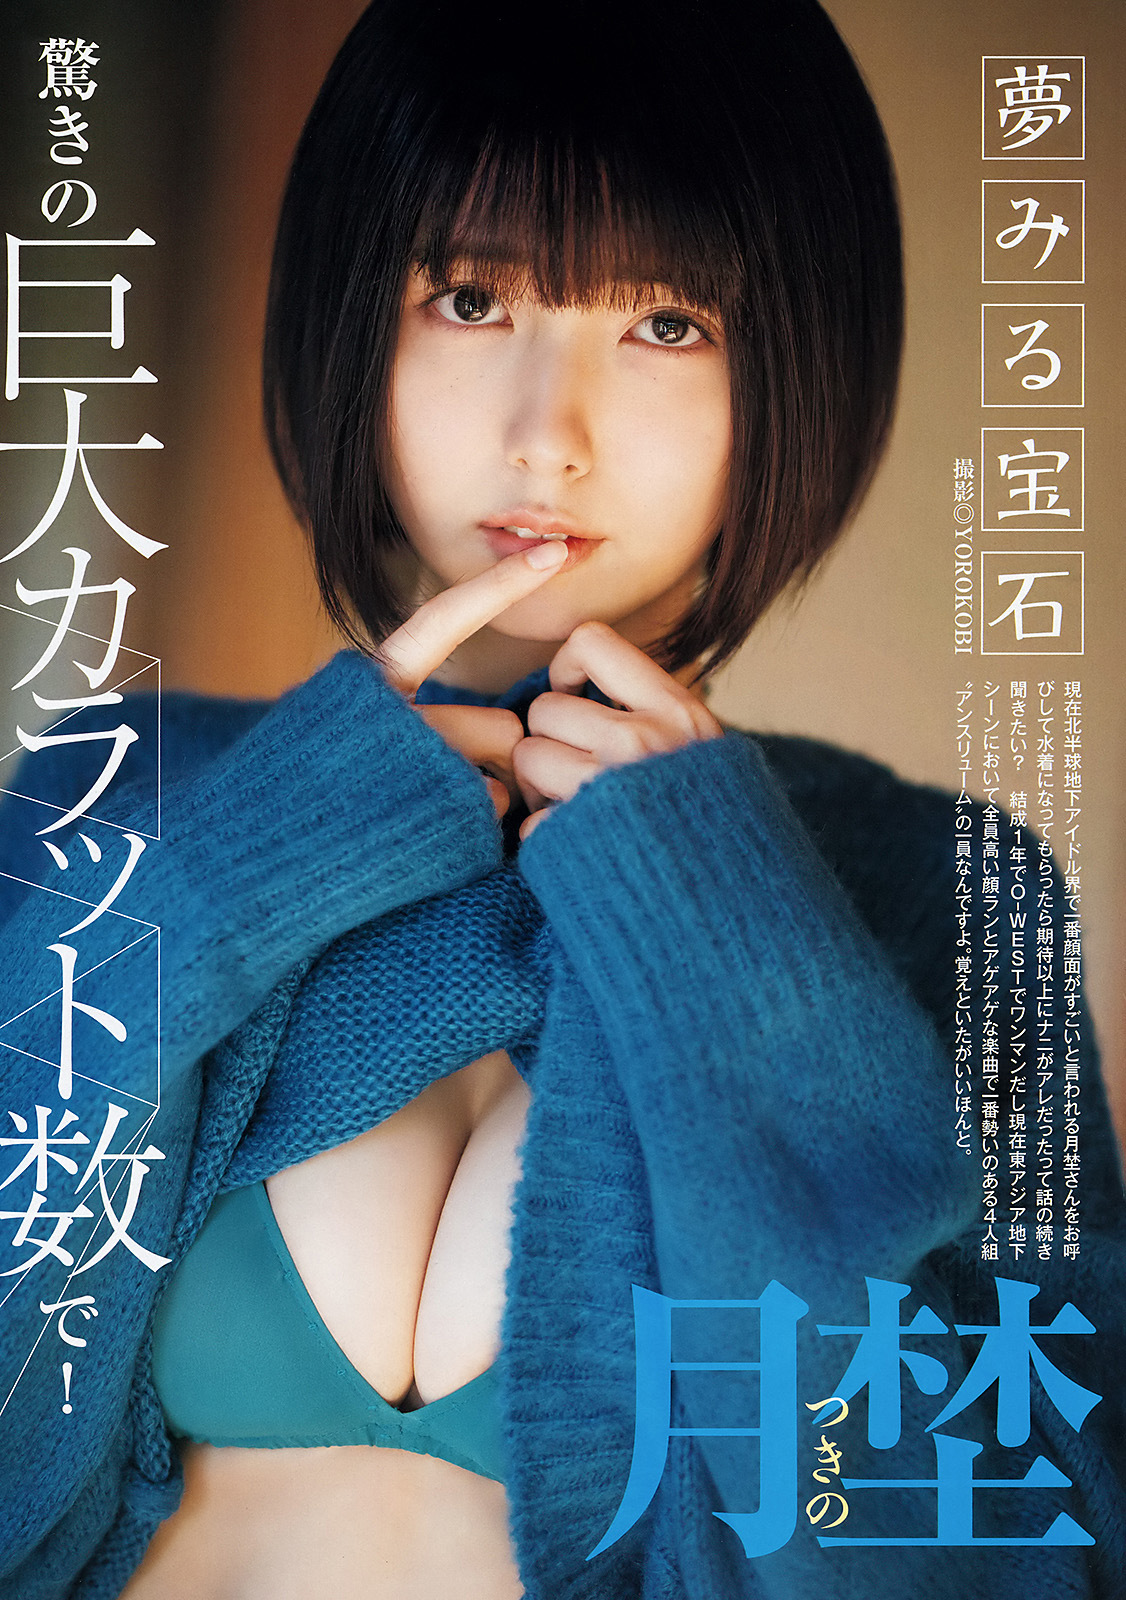 夢みる宝石
撮影◎YOROKOBI
現在北半球地下アイドル界で一番顔面がすごいと言われる月埜さんをお呼
びして水着になってもらったら期待以上にナニがアレだったって話の続き
聞きたい？　結成1年でO-WESTでワンマンだし現在東アジア地下
シーンにおいて全員高い顔ランとアゲアゲな楽曲で一番勢いのある4人組
〝アンスリューム〟の一員なんですよ。覚えといたがいいほんと。
月埜
つきの
驚きの巨大カラット数で！